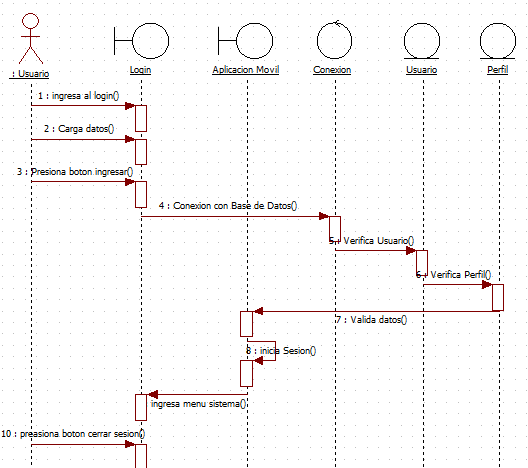 : Usuario
Login
Aplicacion Movil
Conexion
Usuario
Perfil
1 : ingresa al login()
2 : Carga datos()
3 : Presiona boton ingresar()
4 : Conexion con Base de Datos()
5 : Verifica Usuario()
6 : Verifica Perfil()
7 : Valida datos()
8 : inicia Sesion()
ingresa menu sistema()
10 : preasiona boton cerrar sesion()